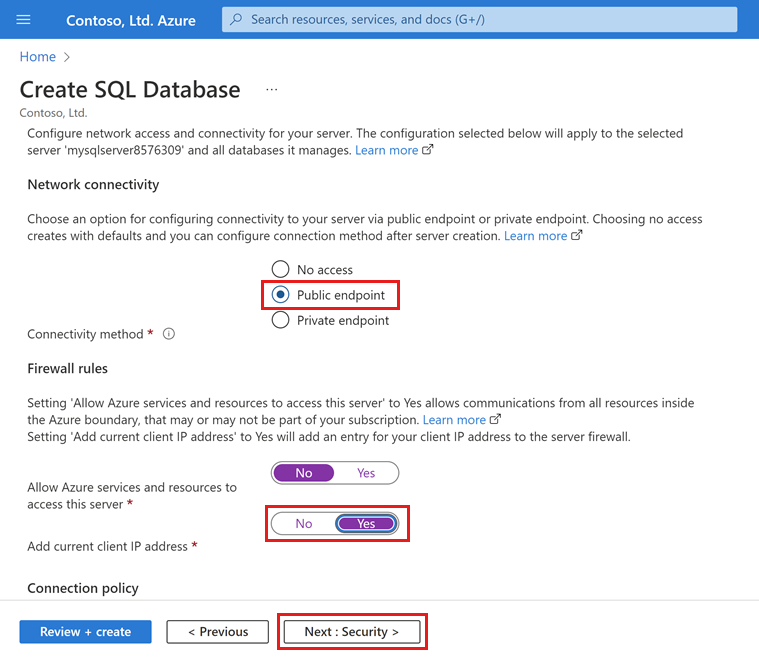 Contoso, Ltd. Azure
Search resources, services, and docs (G+/)
Home >
Create SQL Database ...
Contoso, Ltd.
Configure network access and connectivity for your server. The configuration selected below will apply to the selected
server 'mysqlserver8576309' and all databases it manages. Learn more
Network connectivity
Choose an option for configuring connectivity to your server via public endpoint or private endpoint. Choosing no access
creates with defaults and you can configure connection method after server creation. Learn more
No access
Public endpoint
Private endpoint
Connectivity method *
Firewall rules
Setting 'Allow Azure services and resources to access this server' to Yes allows communications from all resources inside
the Azure boundary, that may or may not be part of your subscription. Learn more
Setting 'Add current client IP address' to Yes will add an entry for your client IP address to the server firewall.
No Yes
Allow Azure services and resources to
access this server *
No Yes
Add current client IP address *
Connection policy
Review + create
< Previous
Next : Security >